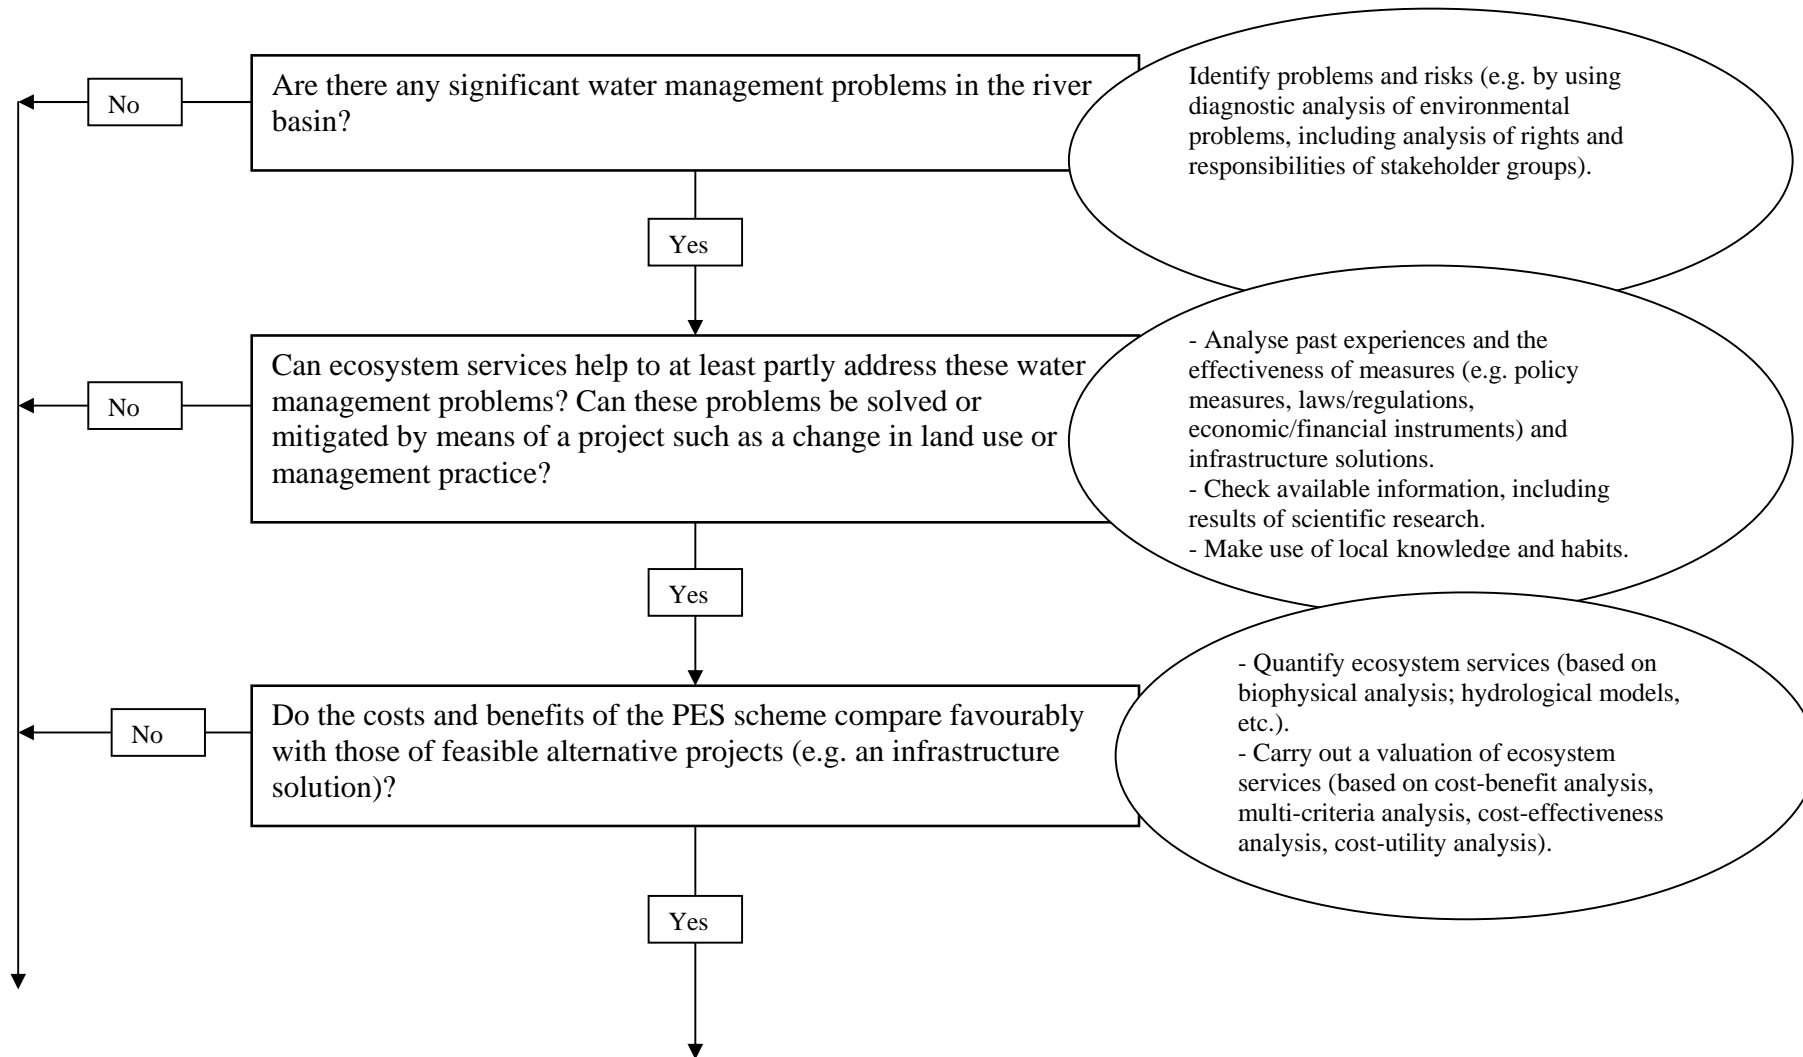 Are there any significant water management problems in the river
basin?
No
Identify problems and risks (e.g. by using
diagnostic analysis of environmental
problems, including analysis of rights and
responsibilities of stakeholder groups).
Yes
Can ecosystem services help to at least partly address these water
management problems? Can these problems be solved or
mitigated by means of a project such as a change in land use or
management practice?
No
- Analyse past experiences and the
effectiveness of measures (e.g. policy
measures, laws/regulations,
economic/financial instruments) and
infrastructure solutions.
- Check available information, including
results of scientific research.
- Make use of local knowledge and habits.
Yes
Do the costs and benefits of the PES scheme compare favourably
with those of feasible alternative projects (e.g. an infrastructure
solution)?
No
- Quantify ecosystem services (based on
biophysical analysis; hydrological models,
etc.).
- Carry out a valuation of ecosystem
services (based on cost-benefit analysis,
multi-criteria analysis, cost-effectiveness
analysis, cost-utility analysis).
Yes